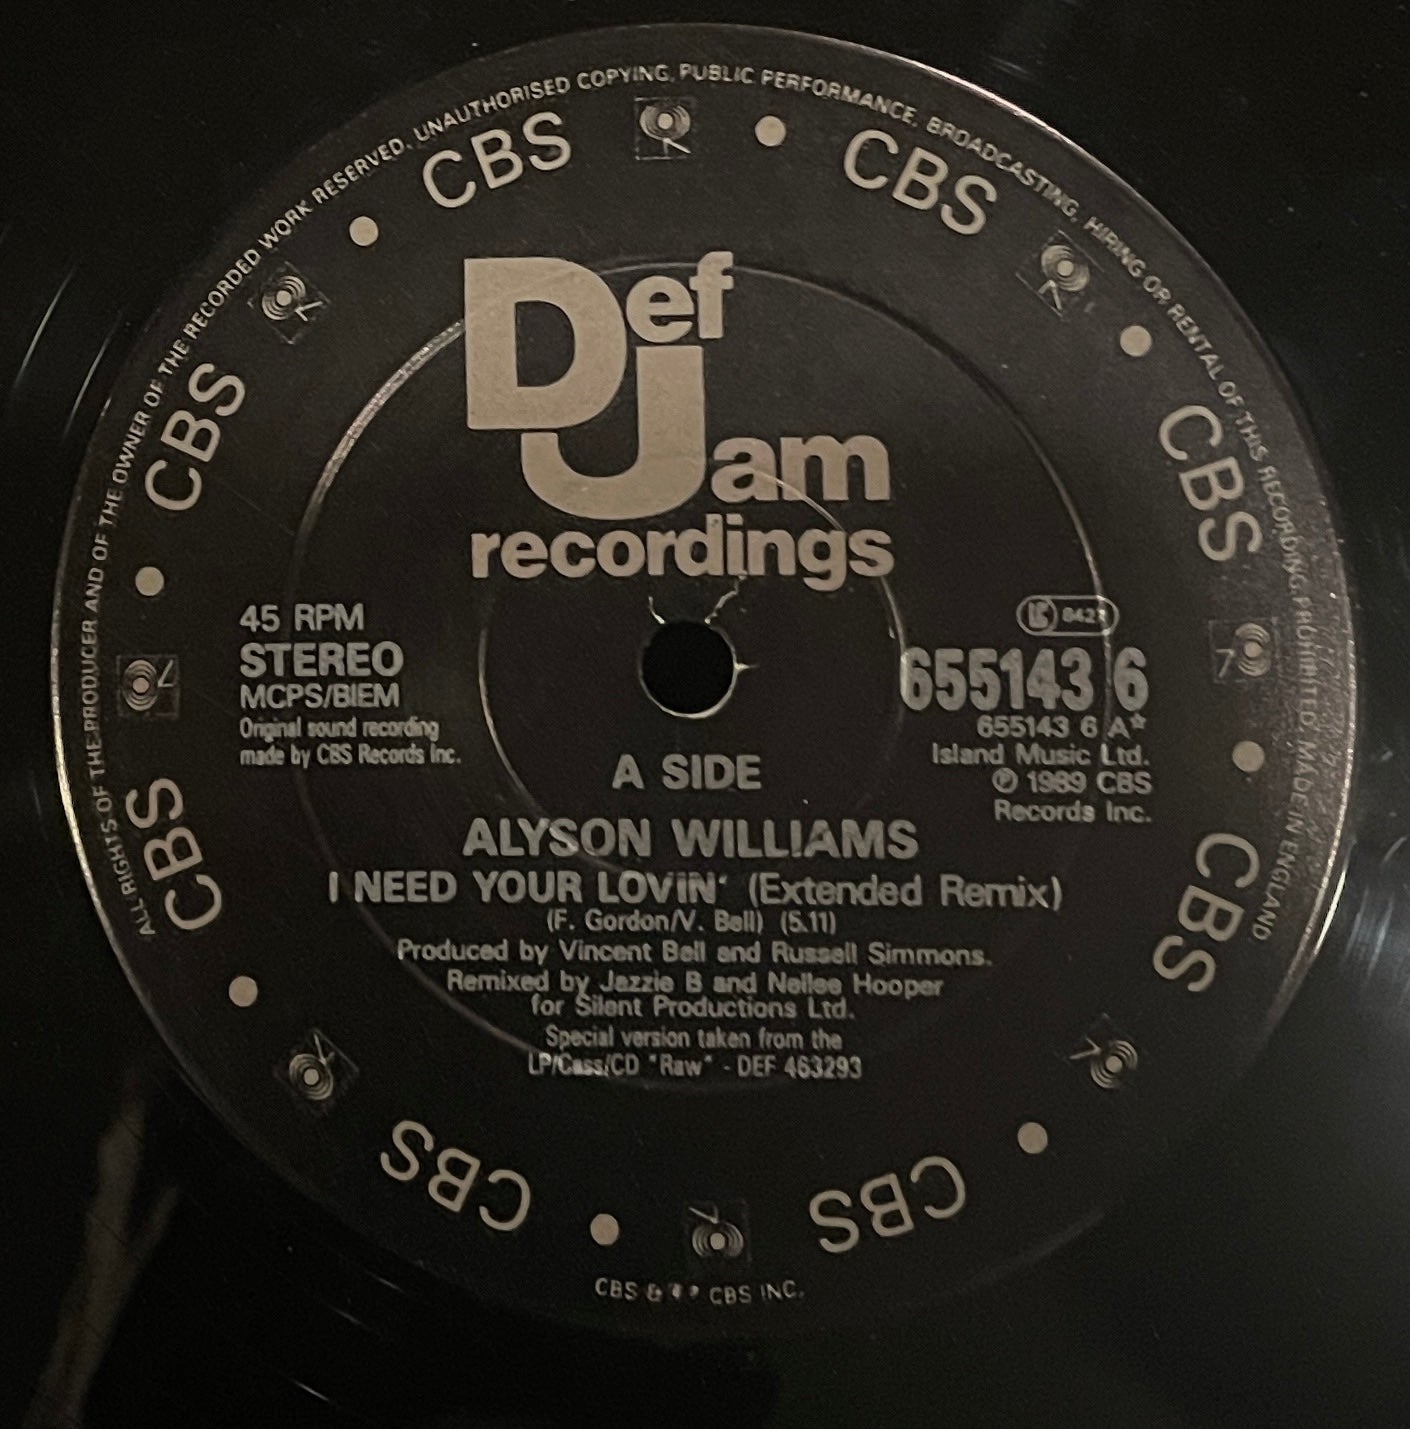 ALL RIGHTS OF THE PRODUCER AND OF THE OWNER OF THE RECORDED WORK RESERVED. UNAUTHORISED COPYING, PUBLIC PERFORMANCE, BROADCASTING, HIRING OR RENTAL OF THIS RECORDING PROHIBITED. MADE IN ENGLAND
CBS
CBS
CBS
CBS
CBS
CBS
CBS
CBS
Def
Jam
recordings
45 RPM
STEREO
MCPS/BIEM
Original sound recording
made by CBS Records Inc.
LC 8421
655143 6
655143 6 A☆
Island Music Ltd.
℗ 1989 CBS
Records Inc.
A SIDE
ALYSON WILLIAMS
I NEED YOUR LOVIN‘ (Extended Remix)
(F. Gordon/V. Bell) (5.11)
Produced by Vincent Bell and Russell Simmons.
Remixed by Jazzie B and Nellee Hooper
for Silent Productions Ltd.
Special version taken from the
LP/Cass/CD "Raw" - DEF 463293
CBS & CBS INC.